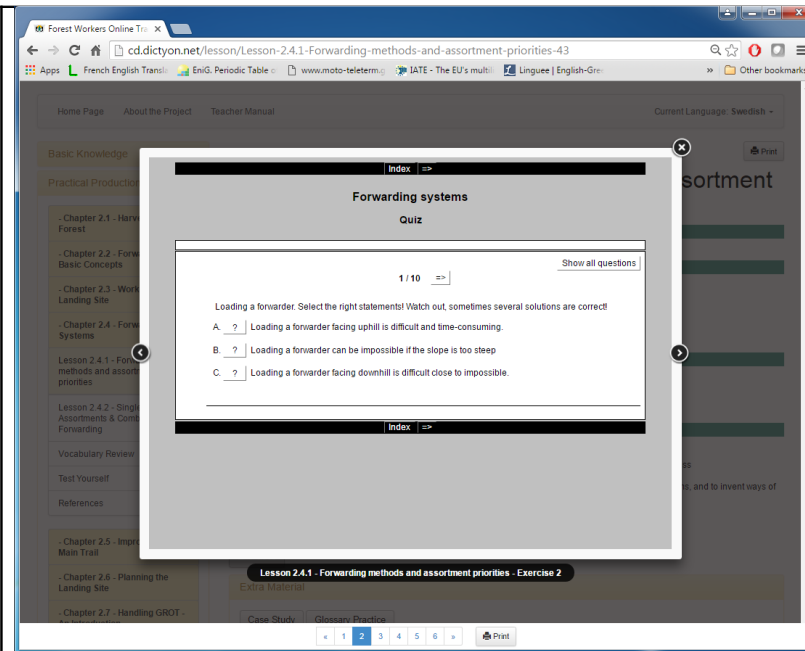 Forest Workers Online Tra
cd.dictyon.net/lesson/Lesson-2.4.1-Forwarding-methods-and-assortment-priorities-43
Apps French English Transla EniG. Periodic Table o www.moto-teleterm.g IATE - The EU's multili Linguee | English-Gre » Other bookmarks
Home Page About the Project Teacher Manual Current Language: Swedish
Basic Knowledge
Print
Practical Production
sortment
- Chapter 2.1 - Harv
Forest
- Chapter 2.2 - Forw
Basic Concepts
- Chapter 2.3 - Work
Landing Site
- Chapter 2.4 - Forw
Systems
Lesson 2.4.1 - Forw
methods and assortm
priorities
Lesson 2.4.2 - Single
Assortments & Comb
Forwarding
Vocabulary Review
Test Yourself
References
- Chapter 2.5 - Impro
Main Trail
- Chapter 2.6 - Planning the
Landing Site
- Chapter 2.7 - Handling GROT -
Index =>
Forwarding systems
Quiz
Show all questions
1 / 10 =>
Loading a forwarder. Select the right statements! Watch out, sometimes several solutions are correct!
A. ? Loading a forwarder facing uphill is difficult and time-consuming.
B. ? Loading a forwarder can be impossible if the slope is too steep
C. ? Loading a forwarder facing downhill is difficult close to impossible.
Index =>
ss
ns, and to invent ways of
Lesson 2.4.1 - Forwarding methods and assortment priorities - Exercise 2
Extra Material
Case Study Glossary Practice
« 1 2 3 4 5 6 » Print